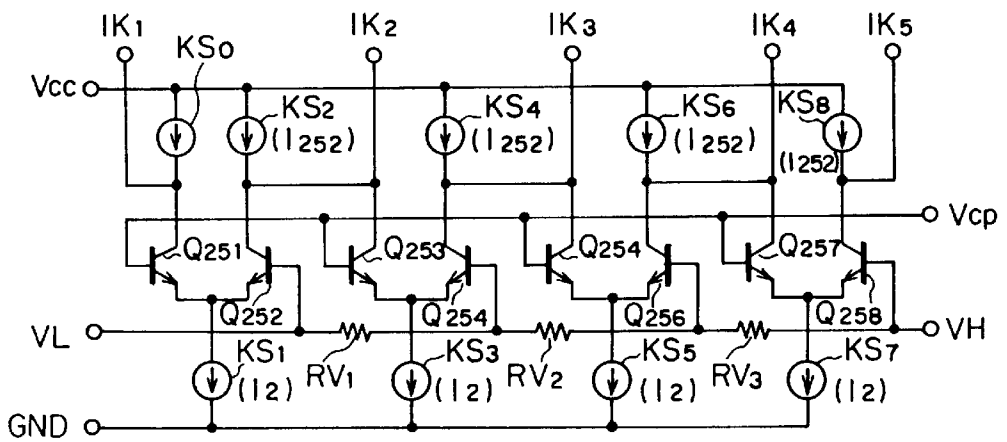 IK1 IK2 IK3 IK4 IK5
KS0
Vcc
KS2 KS4 KS6 KS8
(I252) (I252) (I252) (I252)
Vcp
Q251 Q253 Q254 Q257
Q252 Q254 Q256 Q258
VL VH
RV1 RV2 RV3
KS1 KS3 KS5 KS7
(I2) (I2) (I2) (I2)
GND